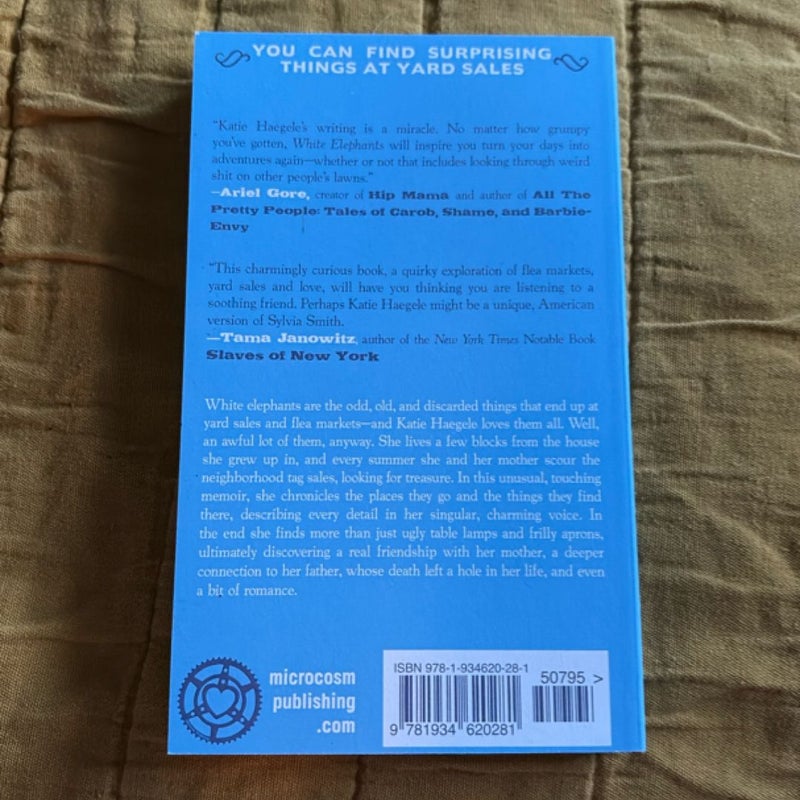 YOU CAN FIND SURPRISING
THINGS AT YARD SALES
"Katie Haegele's writing is a miracle. No matter how grumpy
you've gotten, White Elephants will inspire you turn your days into
adventures again—whether or not that includes looking through weird
shit on other people's lawns."
—Ariel Gore, creator of Hip Mama and author of All The
Pretty People: Tales of Carob, Shame, and Barbie-
Envy
"This charmingly curious book, a quirky exploration of flea markets,
yard sales and love, will have you thinking you are listening to a
soothing friend. Perhaps Katie Haegele might be a unique, American
version of Sylvia Smith.
—Tama Janowitz, author of the New York Times Notable Book
Slaves of New York
White elephants are the odd, old, and discarded things that end up at
yard sales and flea markets—and Katie Haegele loves them all. Well,
an awful lot of them, anyway. She lives a few blocks from the house
she grew up in, and every summer she and her mother scour the
neighborhood tag sales, looking for treasure. In this unusual, touching
memoir, she chronicles the places they go and the things they find
there, describing every detail in her singular, charming voice. In
the end she finds more than just ugly table lamps and frilly aprons,
ultimately discovering a real friendship with her mother, a deeper
connection to her father, whose death left a hole in her life, and even
a bit of romance.
microcosm
publishing
.com
ISBN 978-1-934620-28-1
50795 >
9 781934 620281